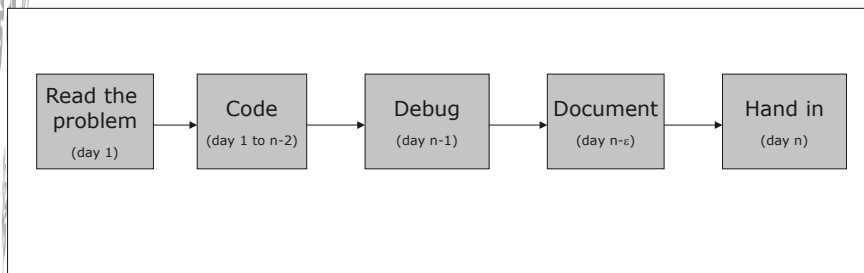 Read the
problem
(day 1)
Code
(day 1 to n-2)
Debug
(day n-1)
Document
(day n-ε)
Hand in
(day n)